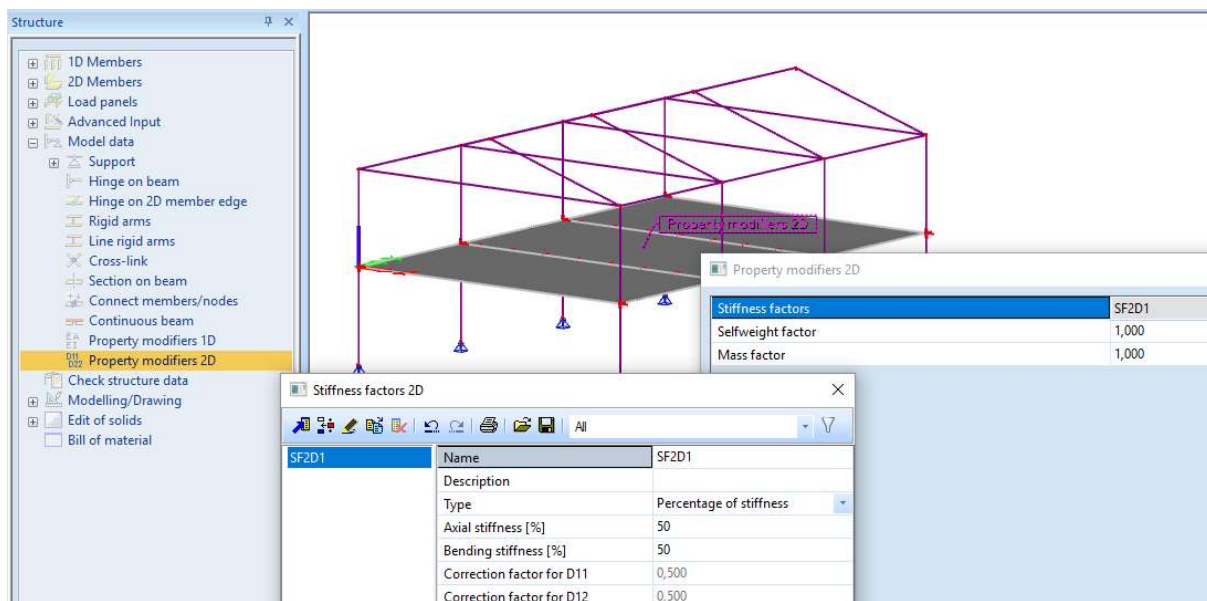 Structure
1D Members
2D Members
Load panels
Advanced Input
Model data
Support
Hinge on beam
Hinge on 2D member edge
Rigid arms
Line rigid arms
Cross-link
Section on beam
Connect members/nodes
Continuous beam
EA
EI
Property modifiers 1D
D11
D22
Property modifiers 2D
Check structure data
Modelling/Drawing
Edit of solids
Bill of material
Property modifiers 2D
Property modifiers 2D
Stiffness factors SF2D1
Selfweight factor 1,000
Mass factor 1,000
Stiffness factors 2D
All
SF2D1
Name SF2D1
Description
Type Percentage of stiffness
Axial stiffness [%] 50
Bending stiffness [%] 50
Correction factor for D11 0,500
Correction factor for D12 0,500